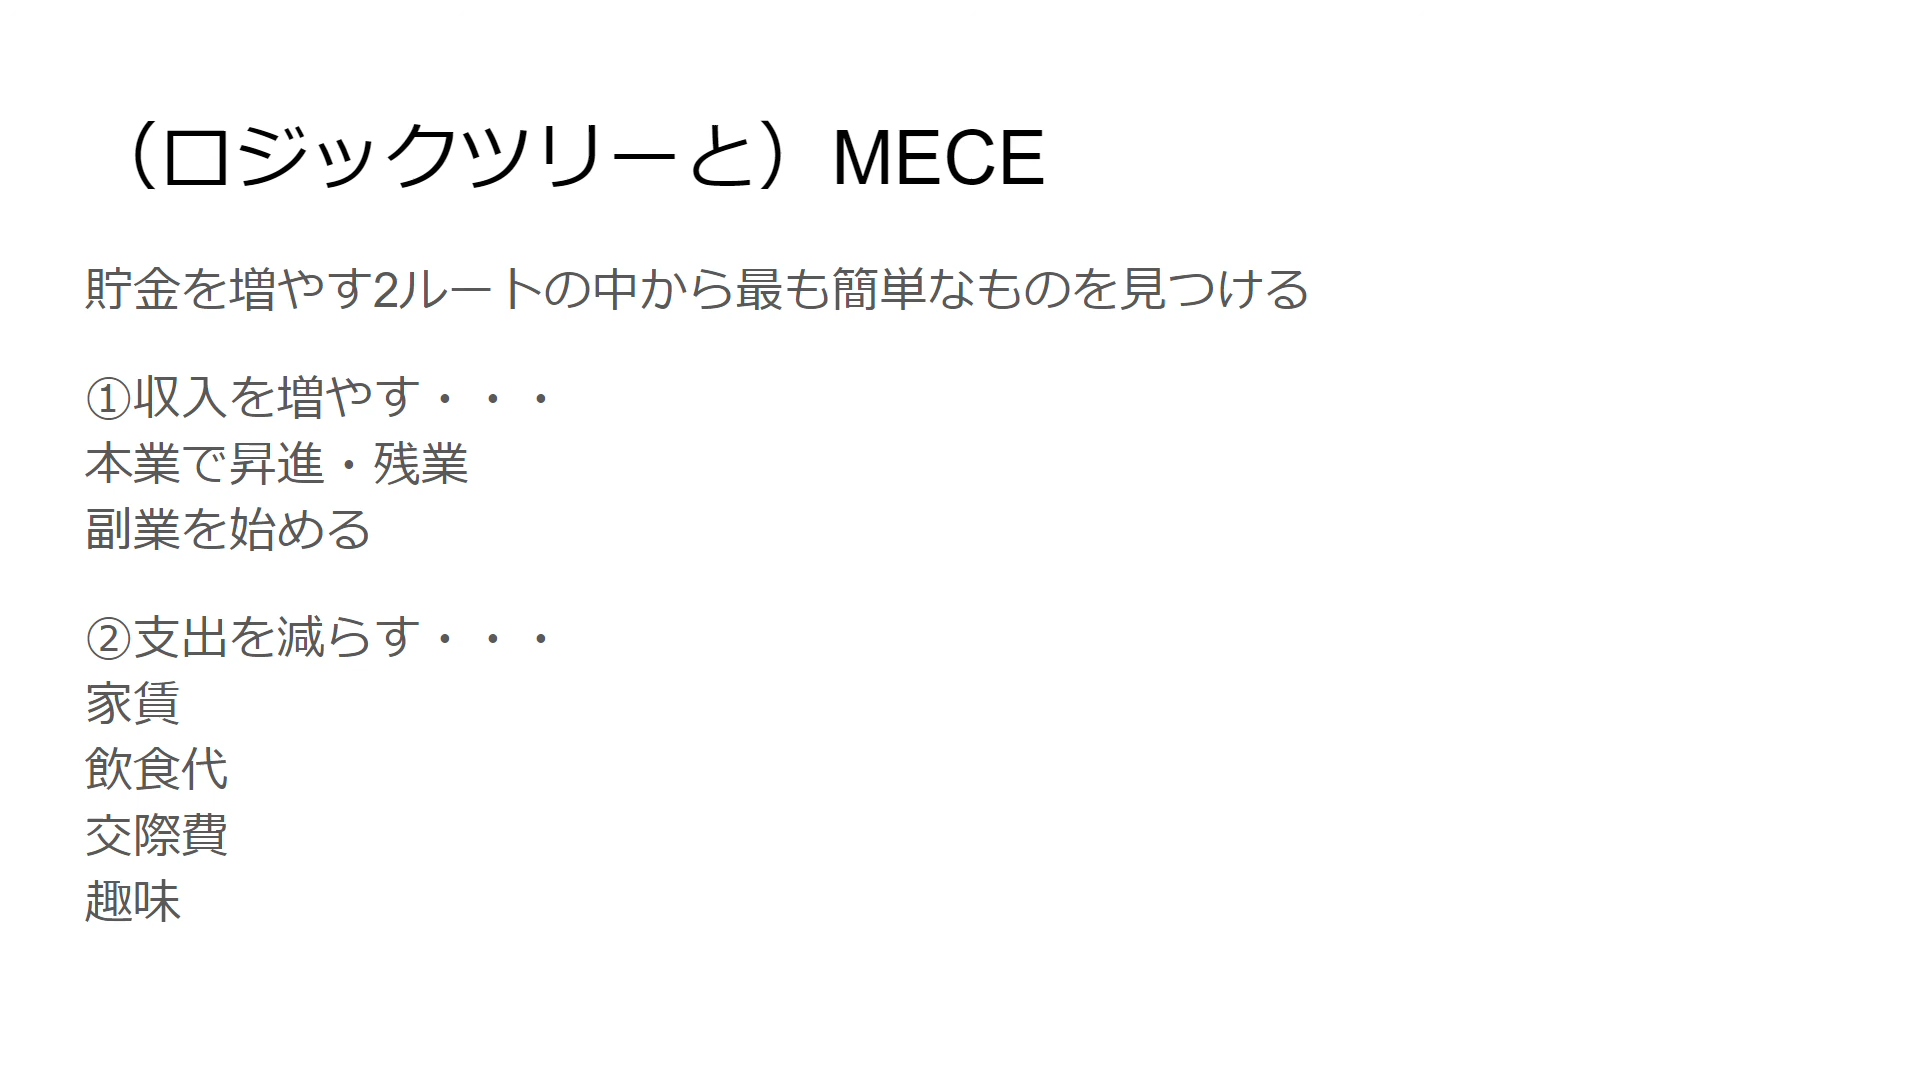 （ロジックツリーと）MECE
貯金を増やす2ルートの中から最も簡単なものを見つける
①収入を増やす・・・
本業で昇進・残業
副業を始める
②支出を減らす・・・
家賃
飲食代
交際費
趣味